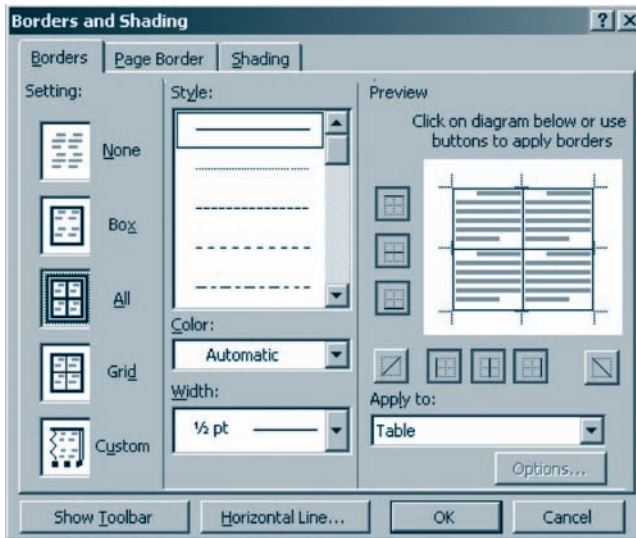 Borders and Shading
Borders Page Border Shading
Setting:
None
Box
All
Grid
Custom
Style:
Color:
Automatic
Width:
½ pt
Preview
Click on diagram below or use
buttons to apply borders
Apply to:
Table
Options...
Show Toolbar Horizontal Line... OK Cancel